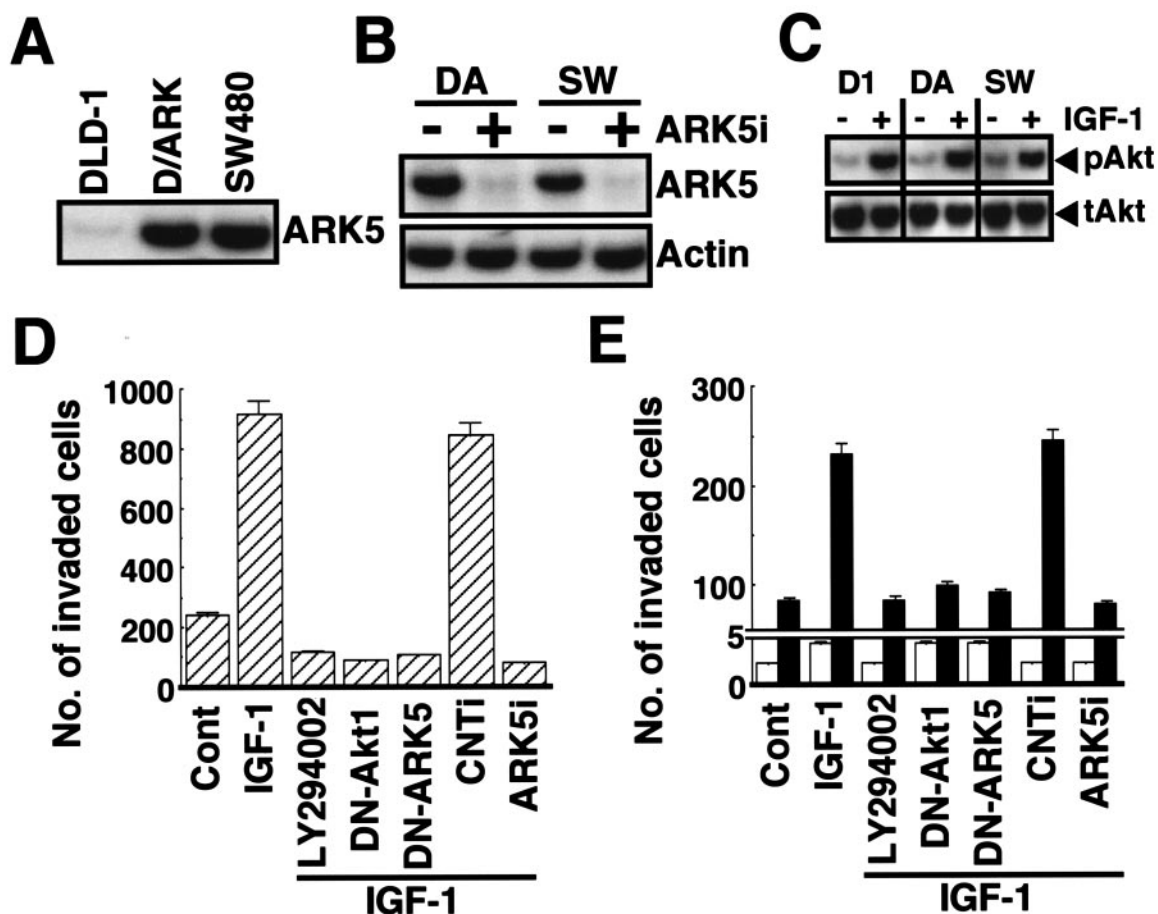 A
DLD-1
D/ARK
SW480
ARK5
B
DA SW
- + - + ARK5i
ARK5
Actin
C
D1 DA SW
- + - + - + IGF-1
pAkt
tAkt
D
No. of invaded cells
1000
800
600
400
200
0
Cont
IGF-1
LY294002
DN-Akt1
DN-ARK5
CNTi
ARK5i
IGF-1
E
No. of invaded cells
300
200
100
5
0
Cont
IGF-1
LY294002
DN-Akt1
DN-ARK5
CNTi
ARK5i
IGF-1